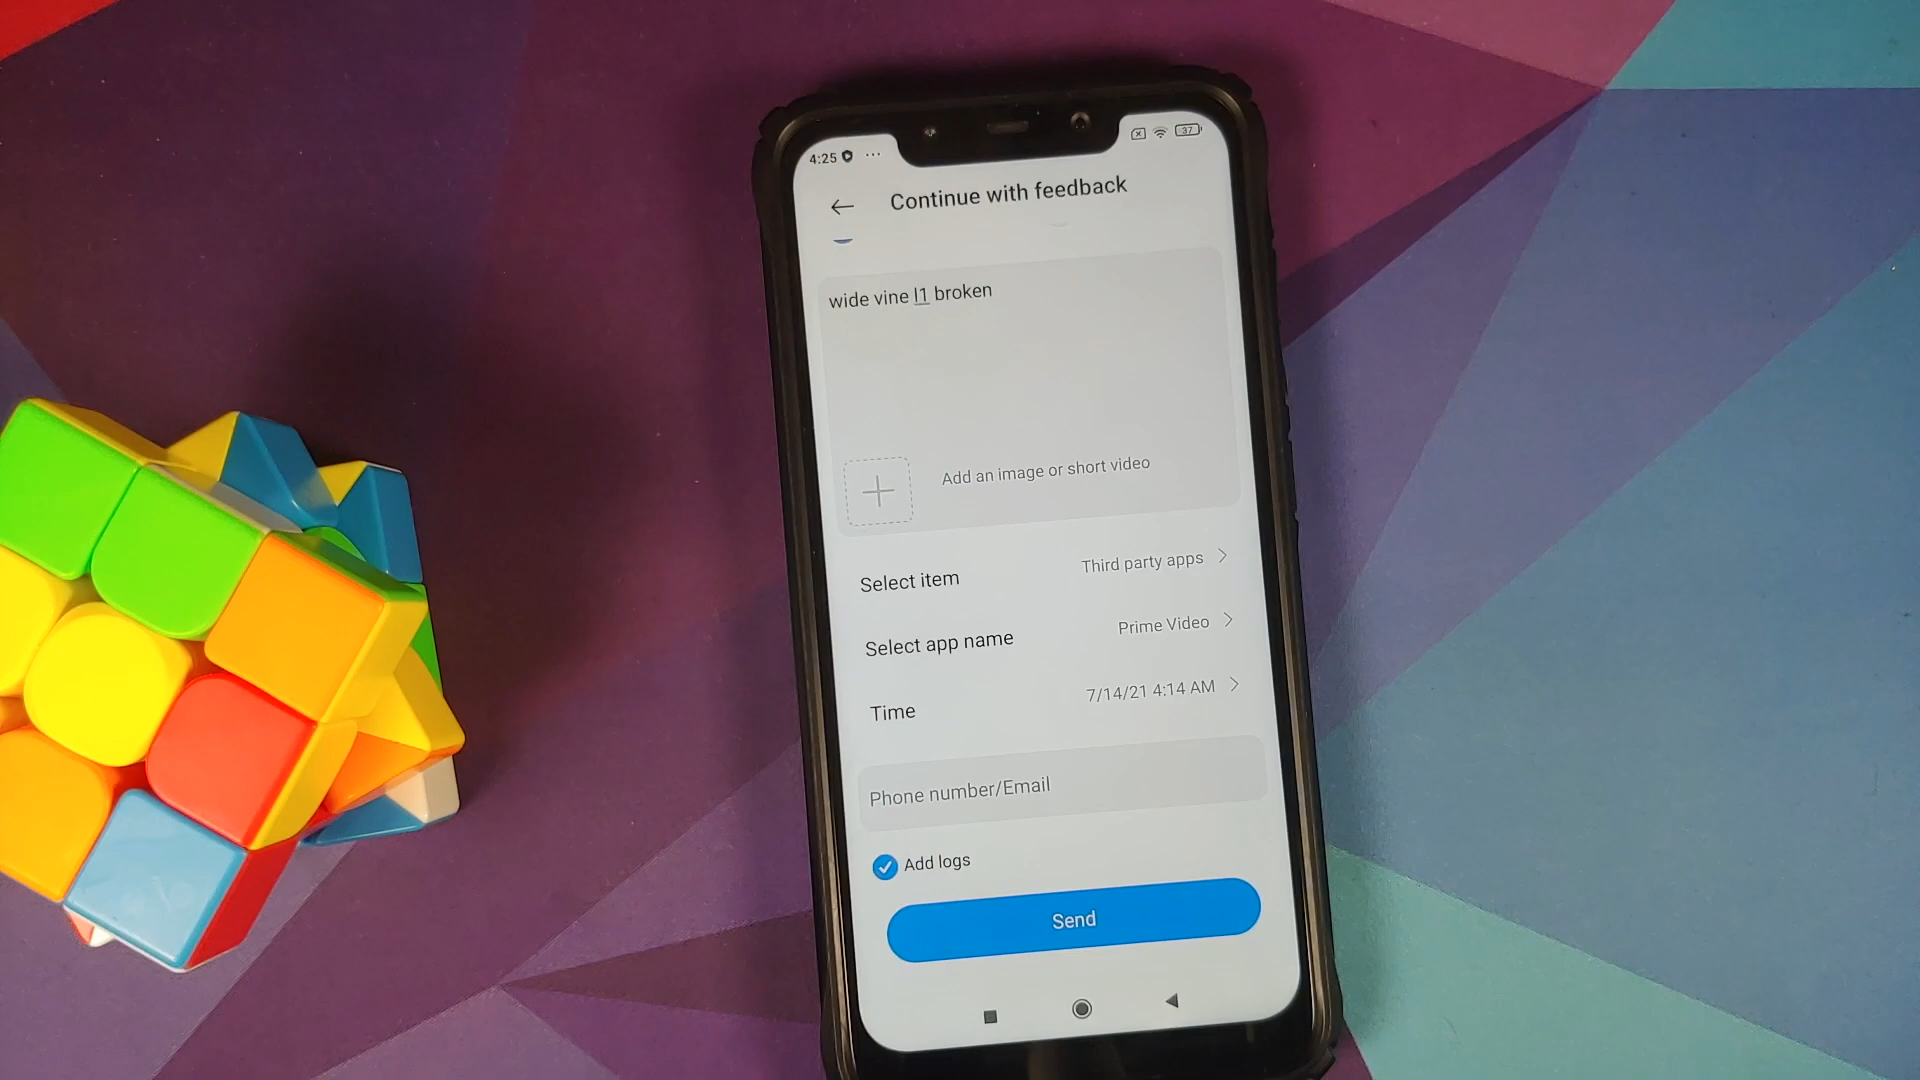 4:25 ...
37
Continue with feedback
wide vine l1 broken
Add an image or short video
Select item
Third party apps
Select app name
Prime Video
Time
7/14/21 4:14 AM
Phone number/Email
Add logs
Send